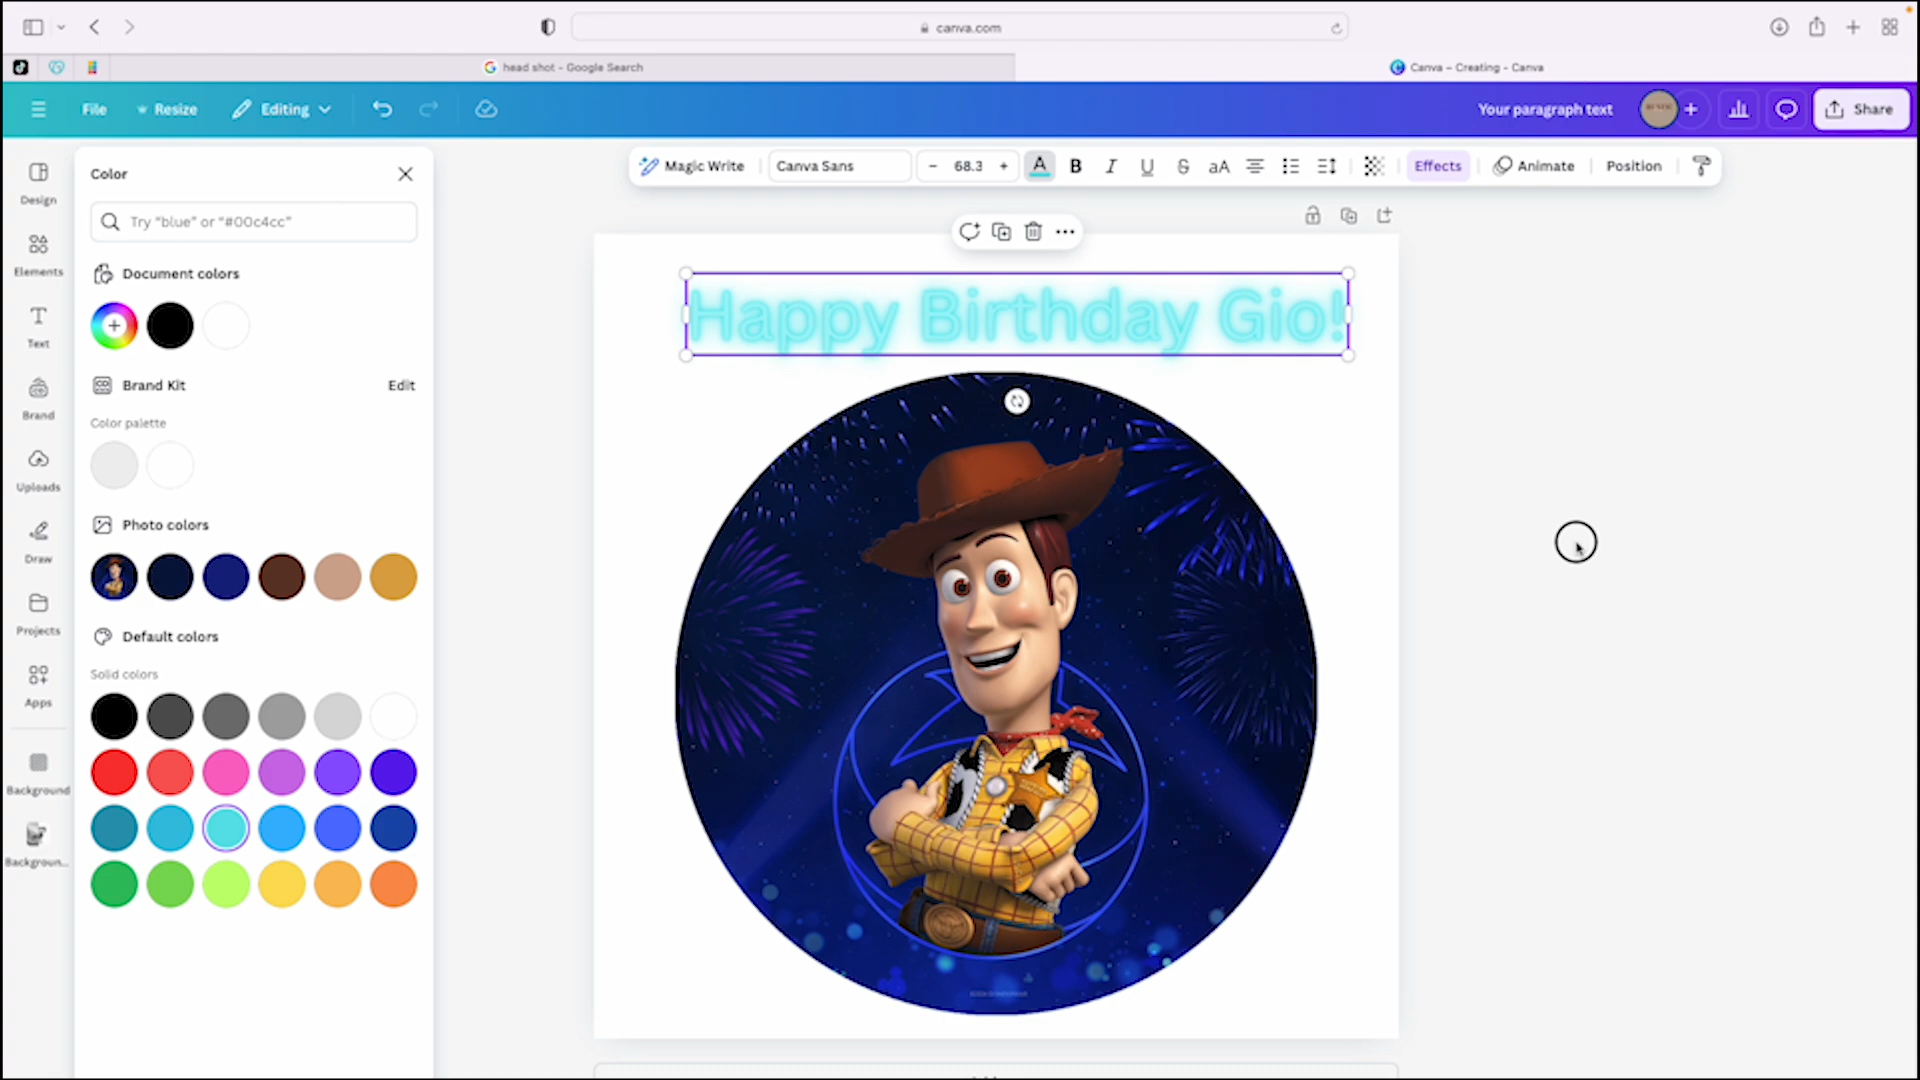 canva.com
head shot - Google Search
Canva – Creating - Canva
File
Resize
Editing
Your paragraph text
Share
Design
Elements
Text
Brand
Uploads
Draw
Projects
Apps
Background
Backgroun...
Color
Try "blue" or "#00c4cc"
Document colors
Brand Kit
Edit
Color palette
Photo colors
Default colors
Solid colors
Magic Write
Canva Sans
– 68.3 +
A
B
I
U
S
aA
Effects
Animate
Position
Happy Birthday Gio!